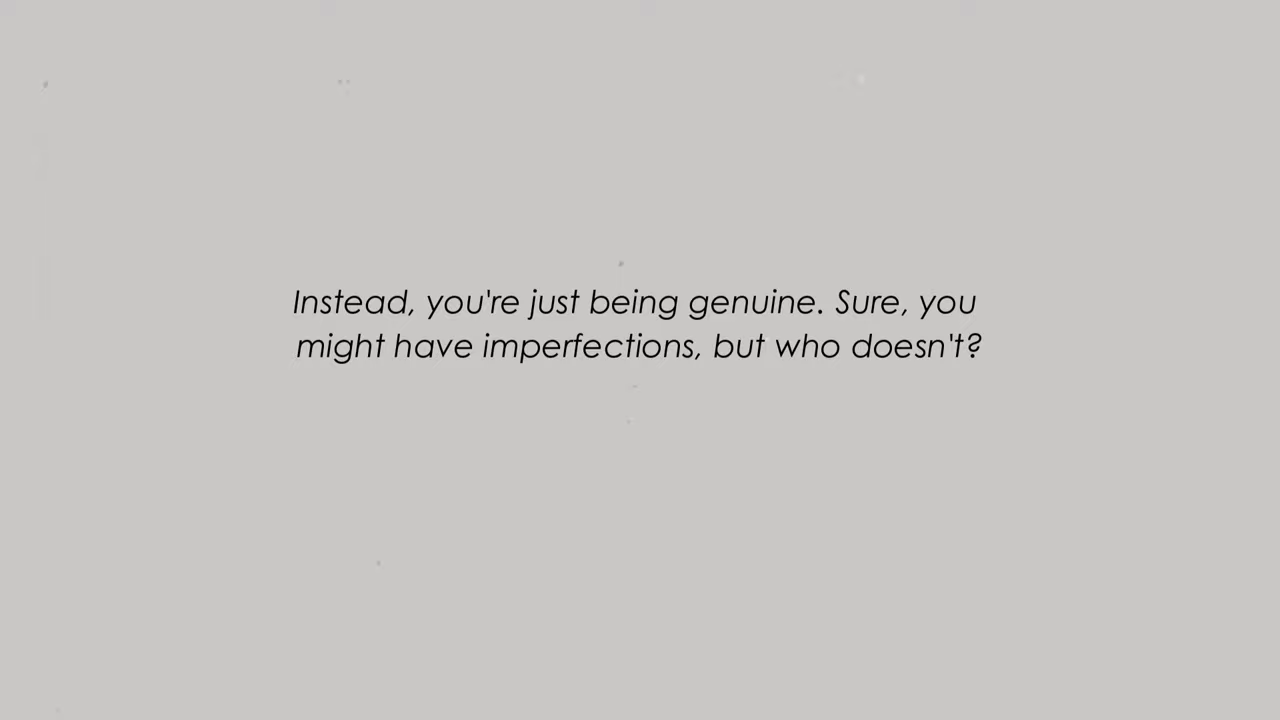 Instead, you're just being genuine. Sure, you
might have imperfections, but who doesn't?